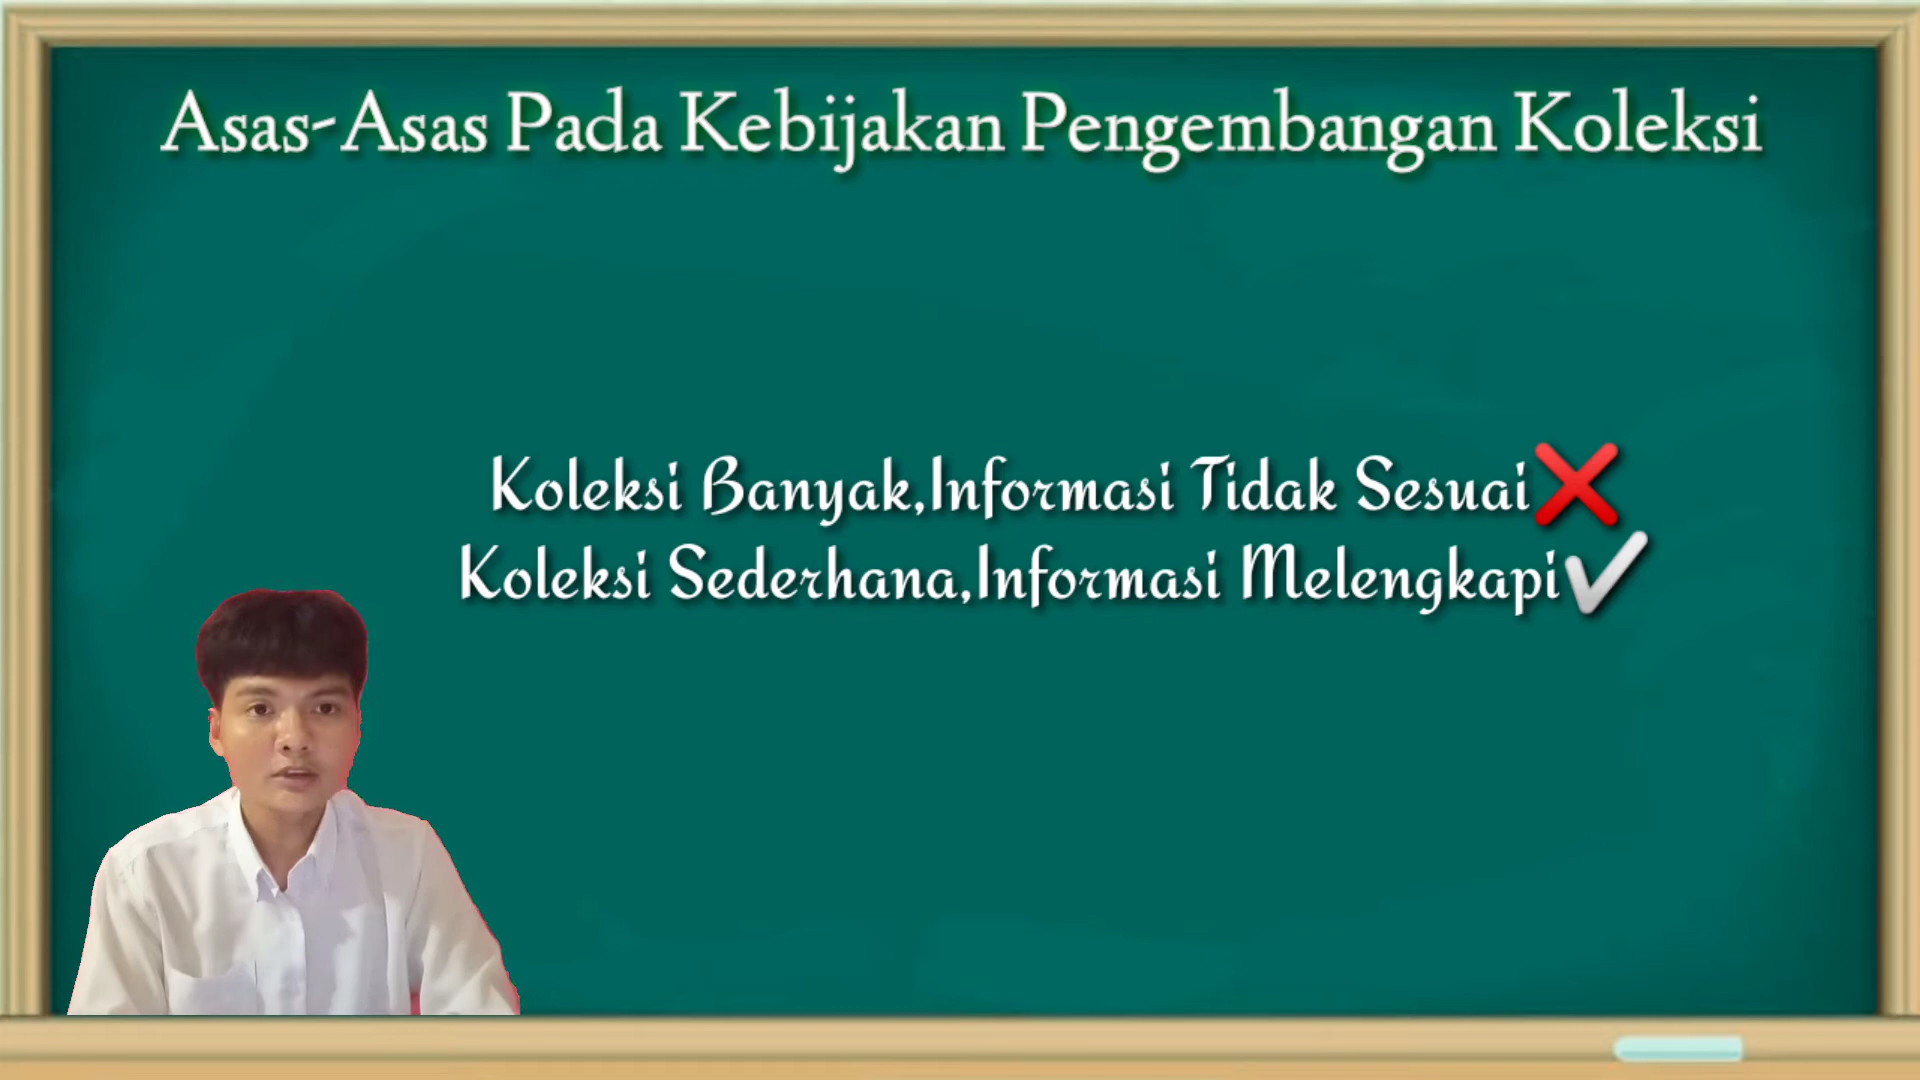 Asas-Asas Pada Kebijakan Pengembangan Koleksi
Koleksi Banyak,Informasi Tidak Sesuai❌
Koleksi Sederhana,Informasi Melengkapi✔